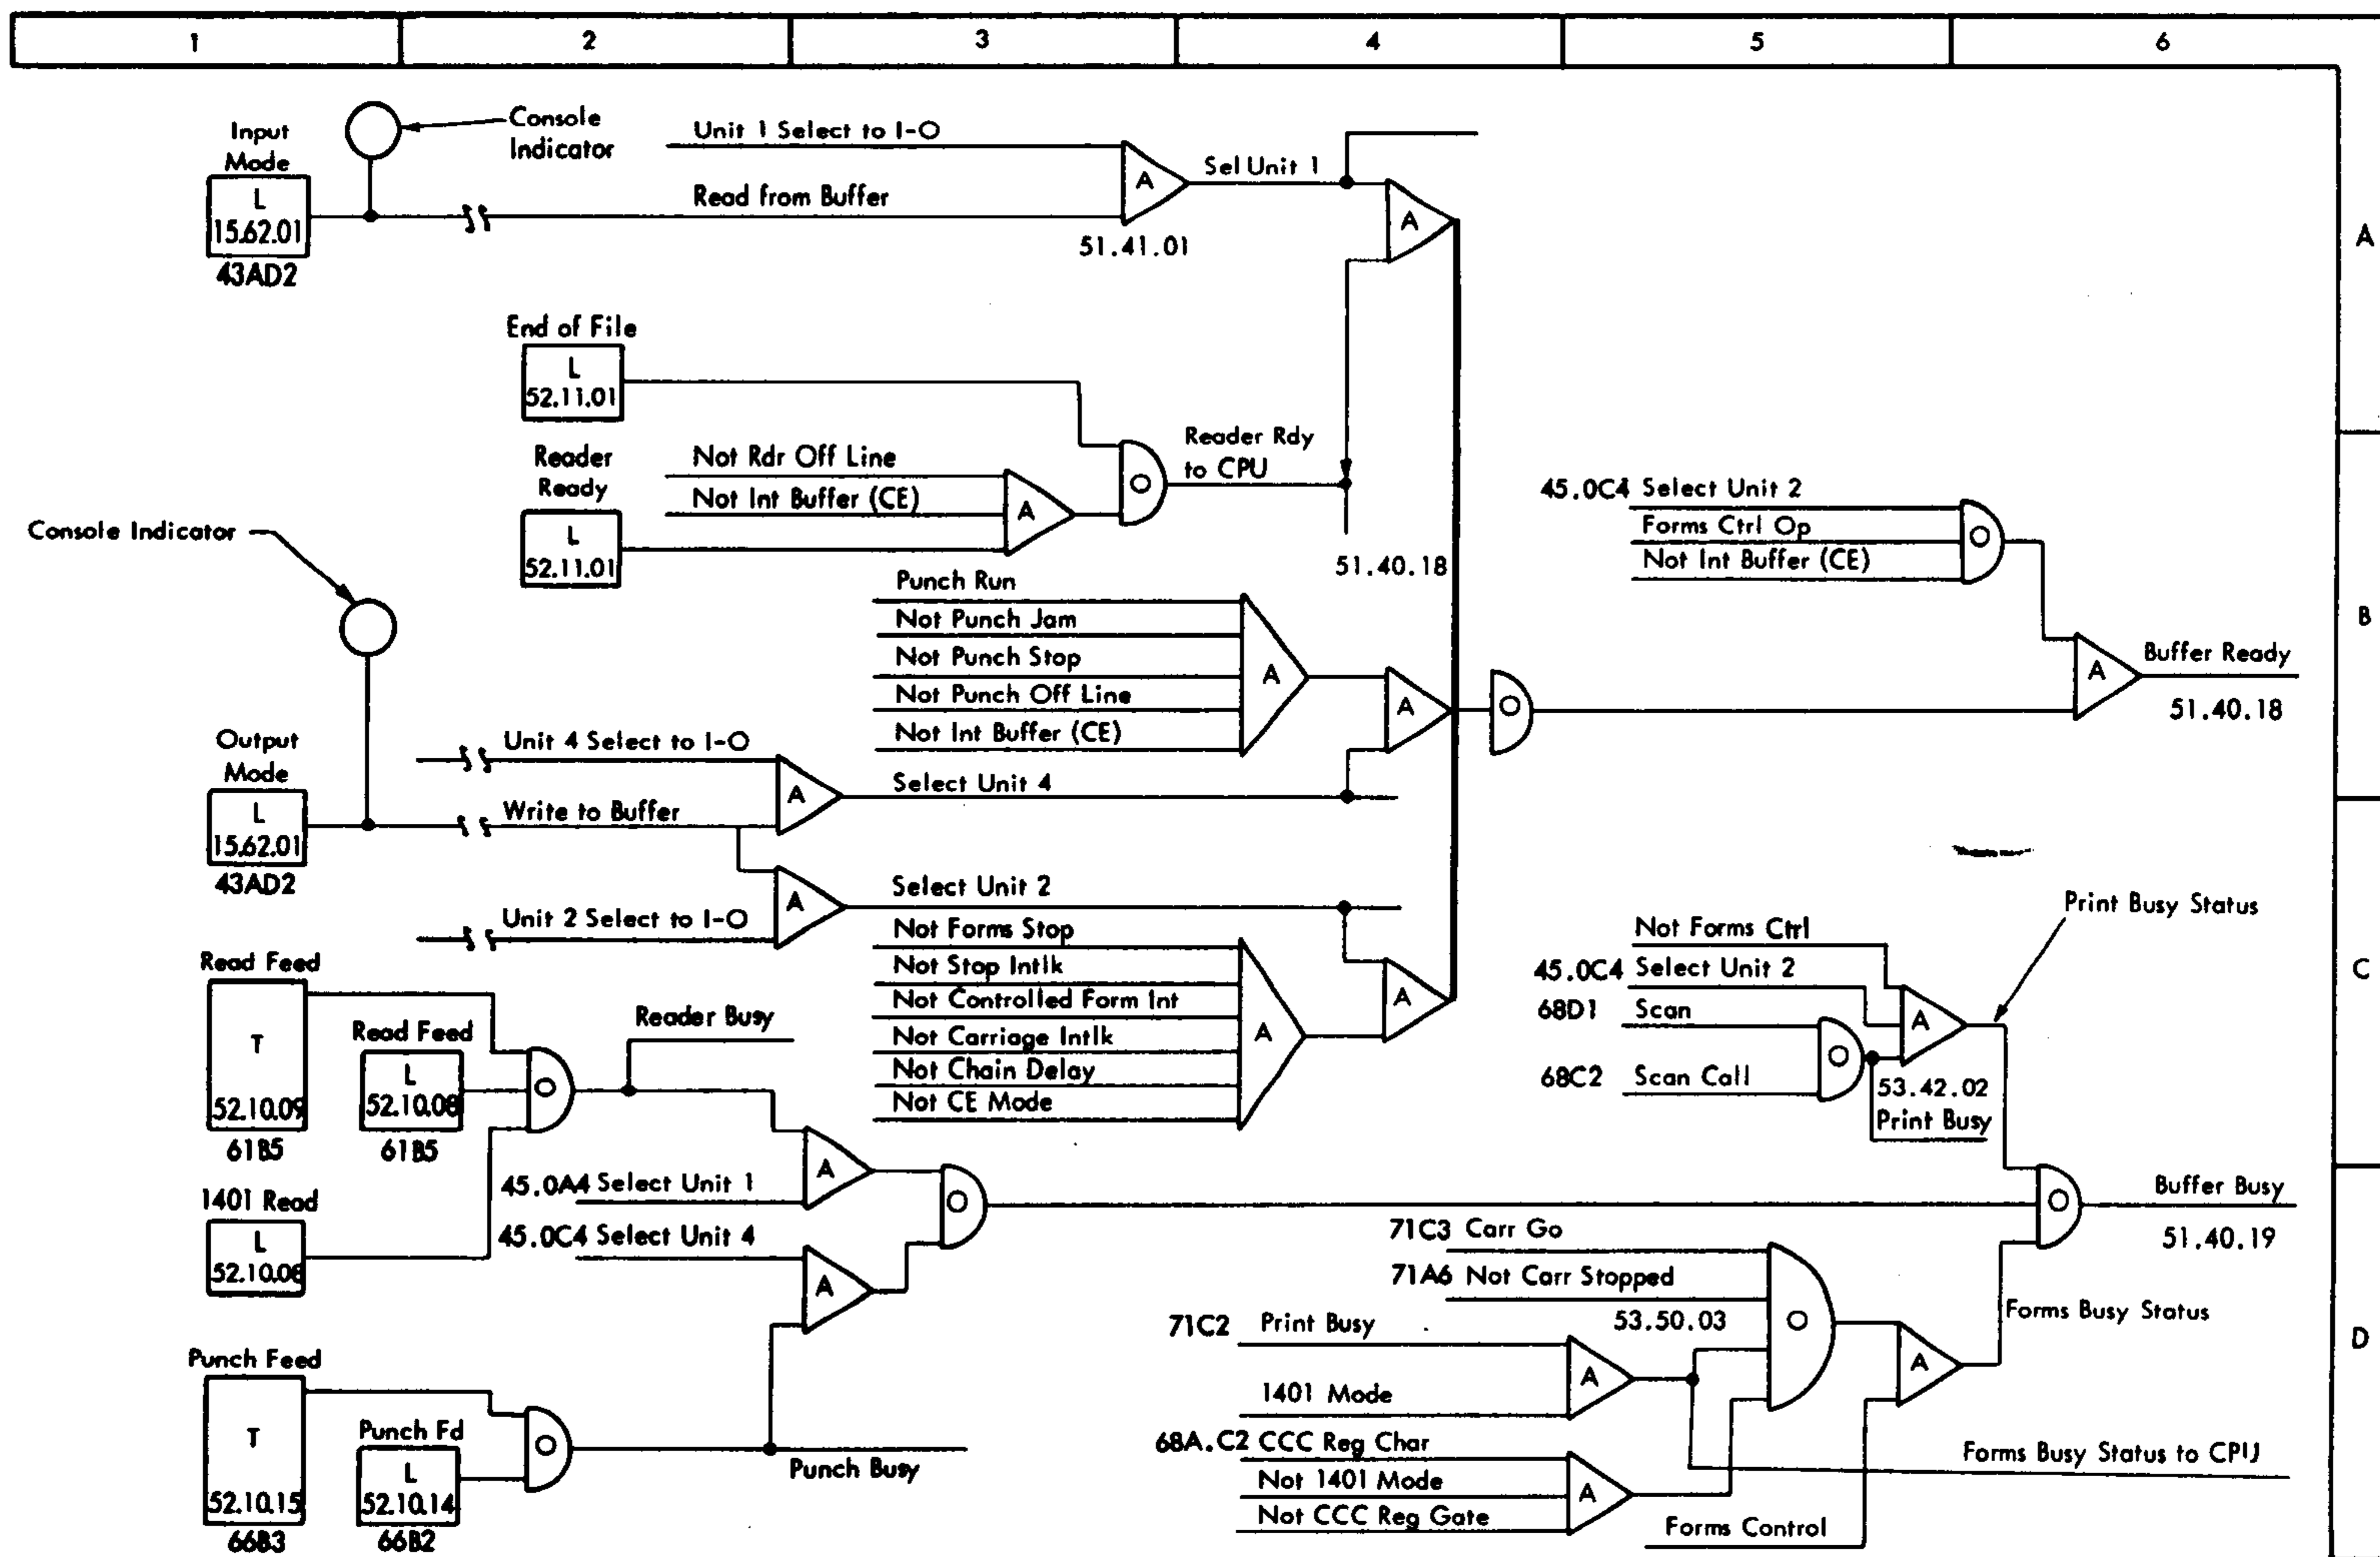 1 2 3 4 5 6
A
B
C
D
Input
Mode
L
15.62.01
43AD2
Console
Indicator
Unit 1 Select to I-O
Read from Buffer
A
51.41.01
Sel Unit 1
A
End of File
L
52.11.01
Reader
Ready
L
52.11.01
Not Rdr Off Line
Not Int Buffer (CE)
A
O
Reader Rdy
to CPU
51.40.18
Console Indicator
Punch Run
Not Punch Jam
Not Punch Stop
Not Punch Off Line
Not Int Buffer (CE)
A
A
O
45.0C4 Select Unit 2
Forms Ctrl Op
Not Int Buffer (CE)
O
A
Buffer Ready
51.40.18
Output
Mode
L
15.62.01
43AD2
Unit 4 Select to I-O
Write to Buffer
A
Select Unit 4
Unit 2 Select to I-O
A
Select Unit 2
Not Forms Stop
Not Stop Intlk
Not Controlled Form Int
Not Carriage Intlk
Not Chain Delay
Not CE Mode
A
A
Print Busy Status
Not Forms Ctrl
45.0C4 Select Unit 2
68D1 Scan
68C2 Scan Call
O
A
53.42.02
Print Busy
Read Feed
T
52.10.09
61B5
Read Feed
L
52.10.08
61B5
O
Reader Busy
1401 Read
L
52.10.06
45.0A4 Select Unit 1
A
45.0C4 Select Unit 4
A
O
O
Buffer Busy
51.40.19
71C3 Carr Go
71A6 Not Carr Stopped
53.50.03
71C2 Print Busy
1401 Mode
A
O
A
Forms Busy Status
68A.C2 CCC Reg Char
Not 1401 Mode
Not CCC Reg Gate
A
Forms Busy Status to CPU
Forms Control
Punch Feed
T
52.10.15
66B3
Punch Fd
L
52.10.14
66B2
O
Punch Busy